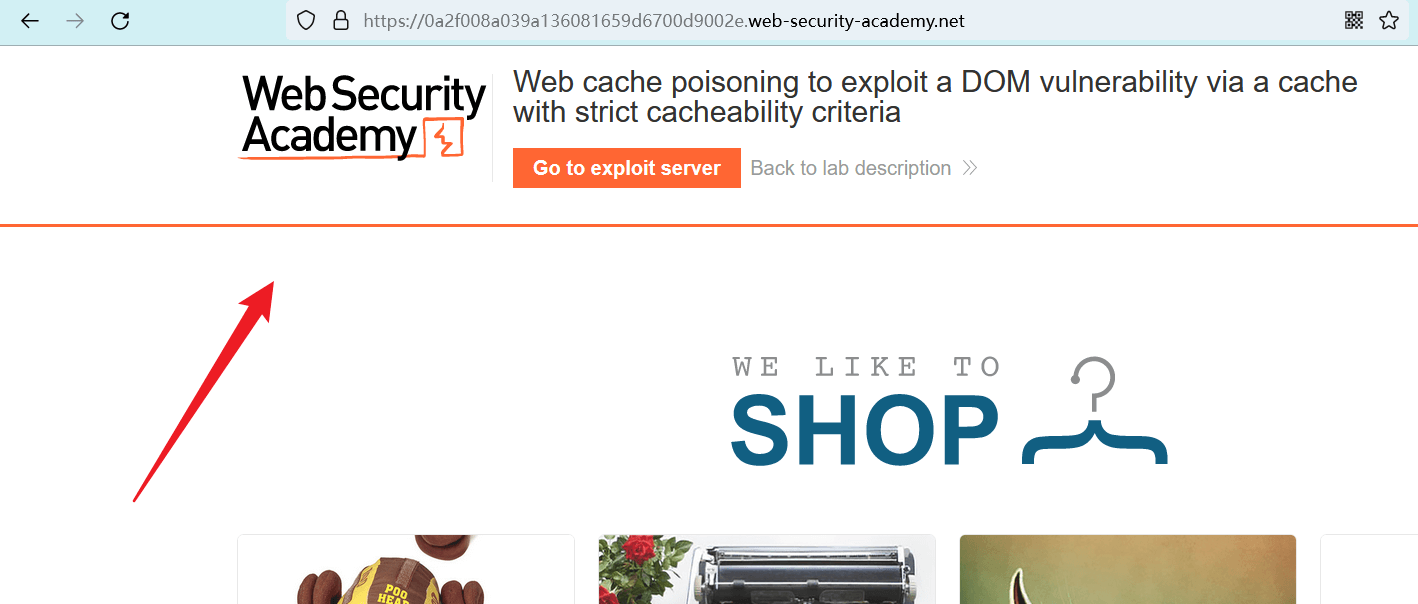 https://0a2f008a039a136081659d6700d9002e.web-security-academy.net
Web Security
Academy
Web cache poisoning to exploit a DOM vulnerability via a cache
with strict cacheability criteria
Go to exploit server
Back to lab description
WE LIKE TO
SHOP
POO
HEAD